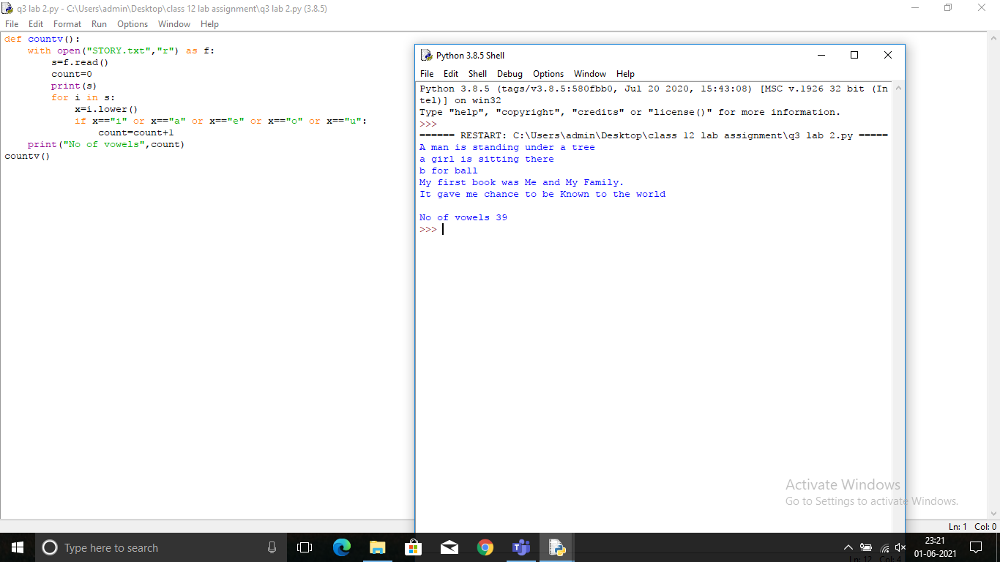 q3 lab 2.py - C:\Users\admin\Desktop\class 12 lab assignment\q3 lab 2.py (3.8.5)
File Edit Format Run Options Window Help
def countv():
    with open("STORY.txt","r") as f:
        s=f.read()
        count=0
        print(s)
        for i in s:
            x=i.lower()
            if x=="i" or x=="a" or x=="e" or x=="o" or x=="u":
                count=count+1
    print("No of vowels",count)
countv()
Python 3.8.5 Shell
File Edit Shell Debug Options Window Help
Python 3.8.5 (tags/v3.8.5:580fbb0, Jul 20 2020, 15:43:08) [MSC v.1926 32 bit (In
tel)] on win32
Type "help", "copyright", "credits" or "license()" for more information.
>>>
====== RESTART: C:\Users\admin\Desktop\class 12 lab assignment\q3 lab 2.py =====
A man is standing under a tree
a girl is sitting there
b for ball
My first book was Me and My Family.
It gave me chance to be Known to the world
No of vowels 39
>>>
Activate Windows
Go to Settings to activate Windows.
Ln: 1 Col: 0
Type here to search
23:21
01-06-2021
Ln: 12 Col: 4